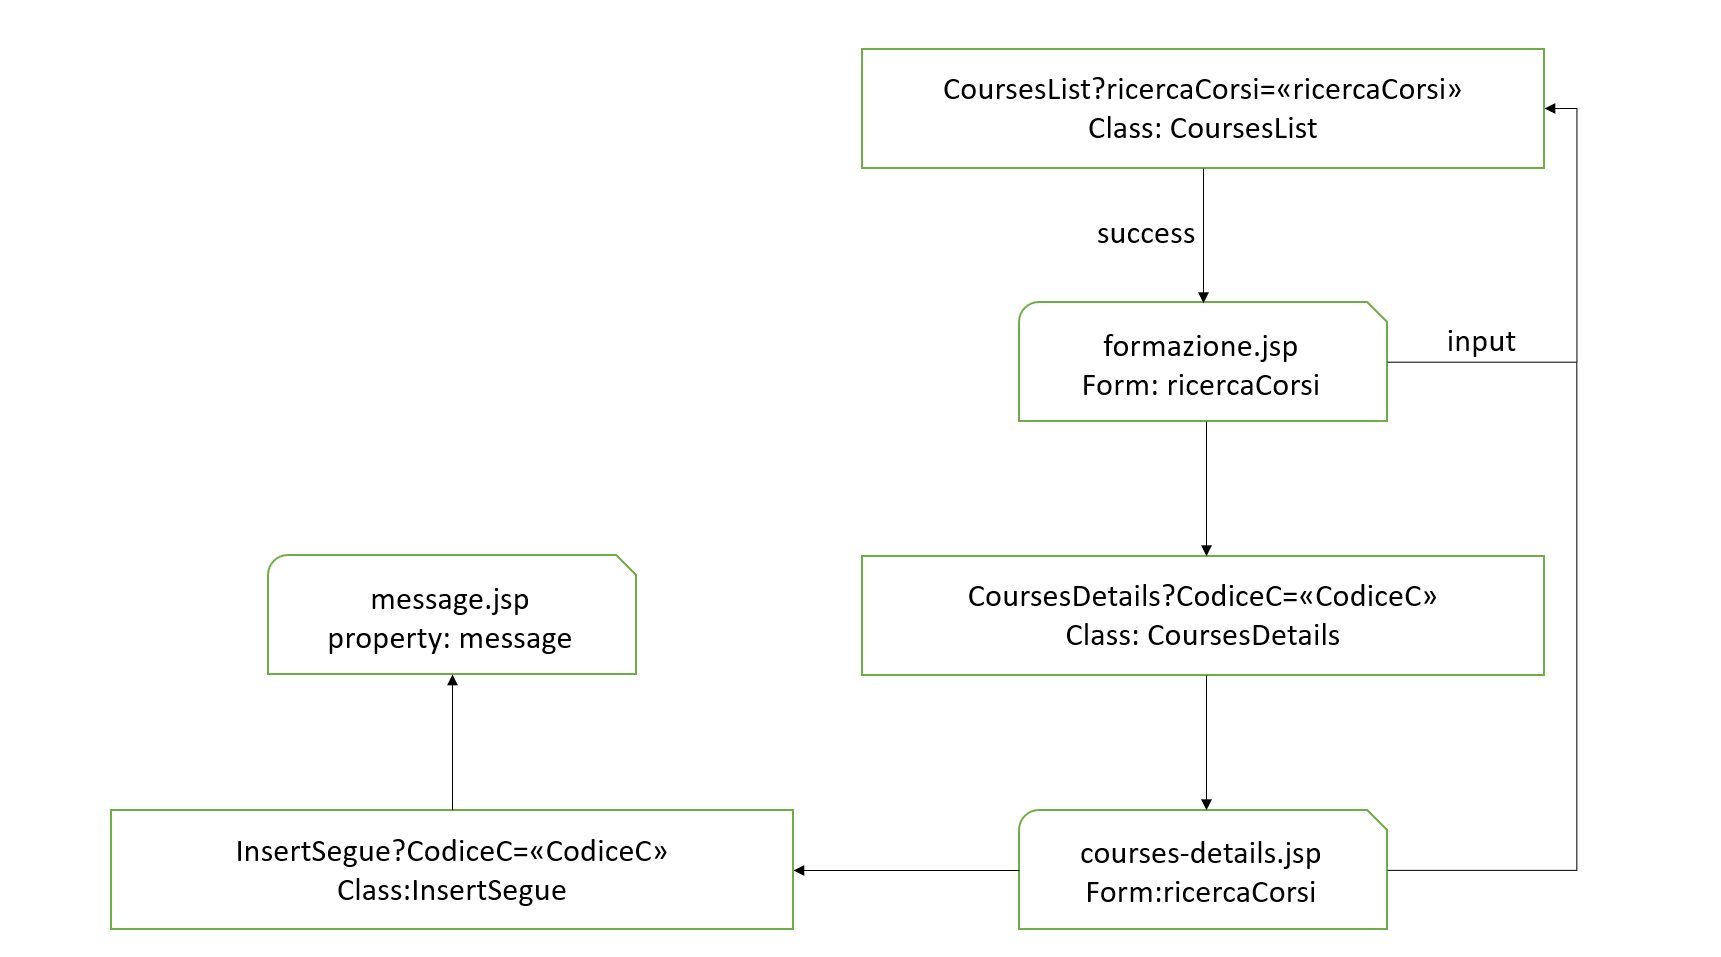 CoursesList?ricercaCorsi=«ricercaCorsi»
Class: CoursesList
success
formazione.jsp
Form: ricercaCorsi
input
message.jsp
property: message
CoursesDetails?CodiceC=«CodiceC»
Class: CoursesDetails
InsertSegue?CodiceC=«CodiceC»
Class:InsertSegue
courses-details.jsp
Form:ricercaCorsi